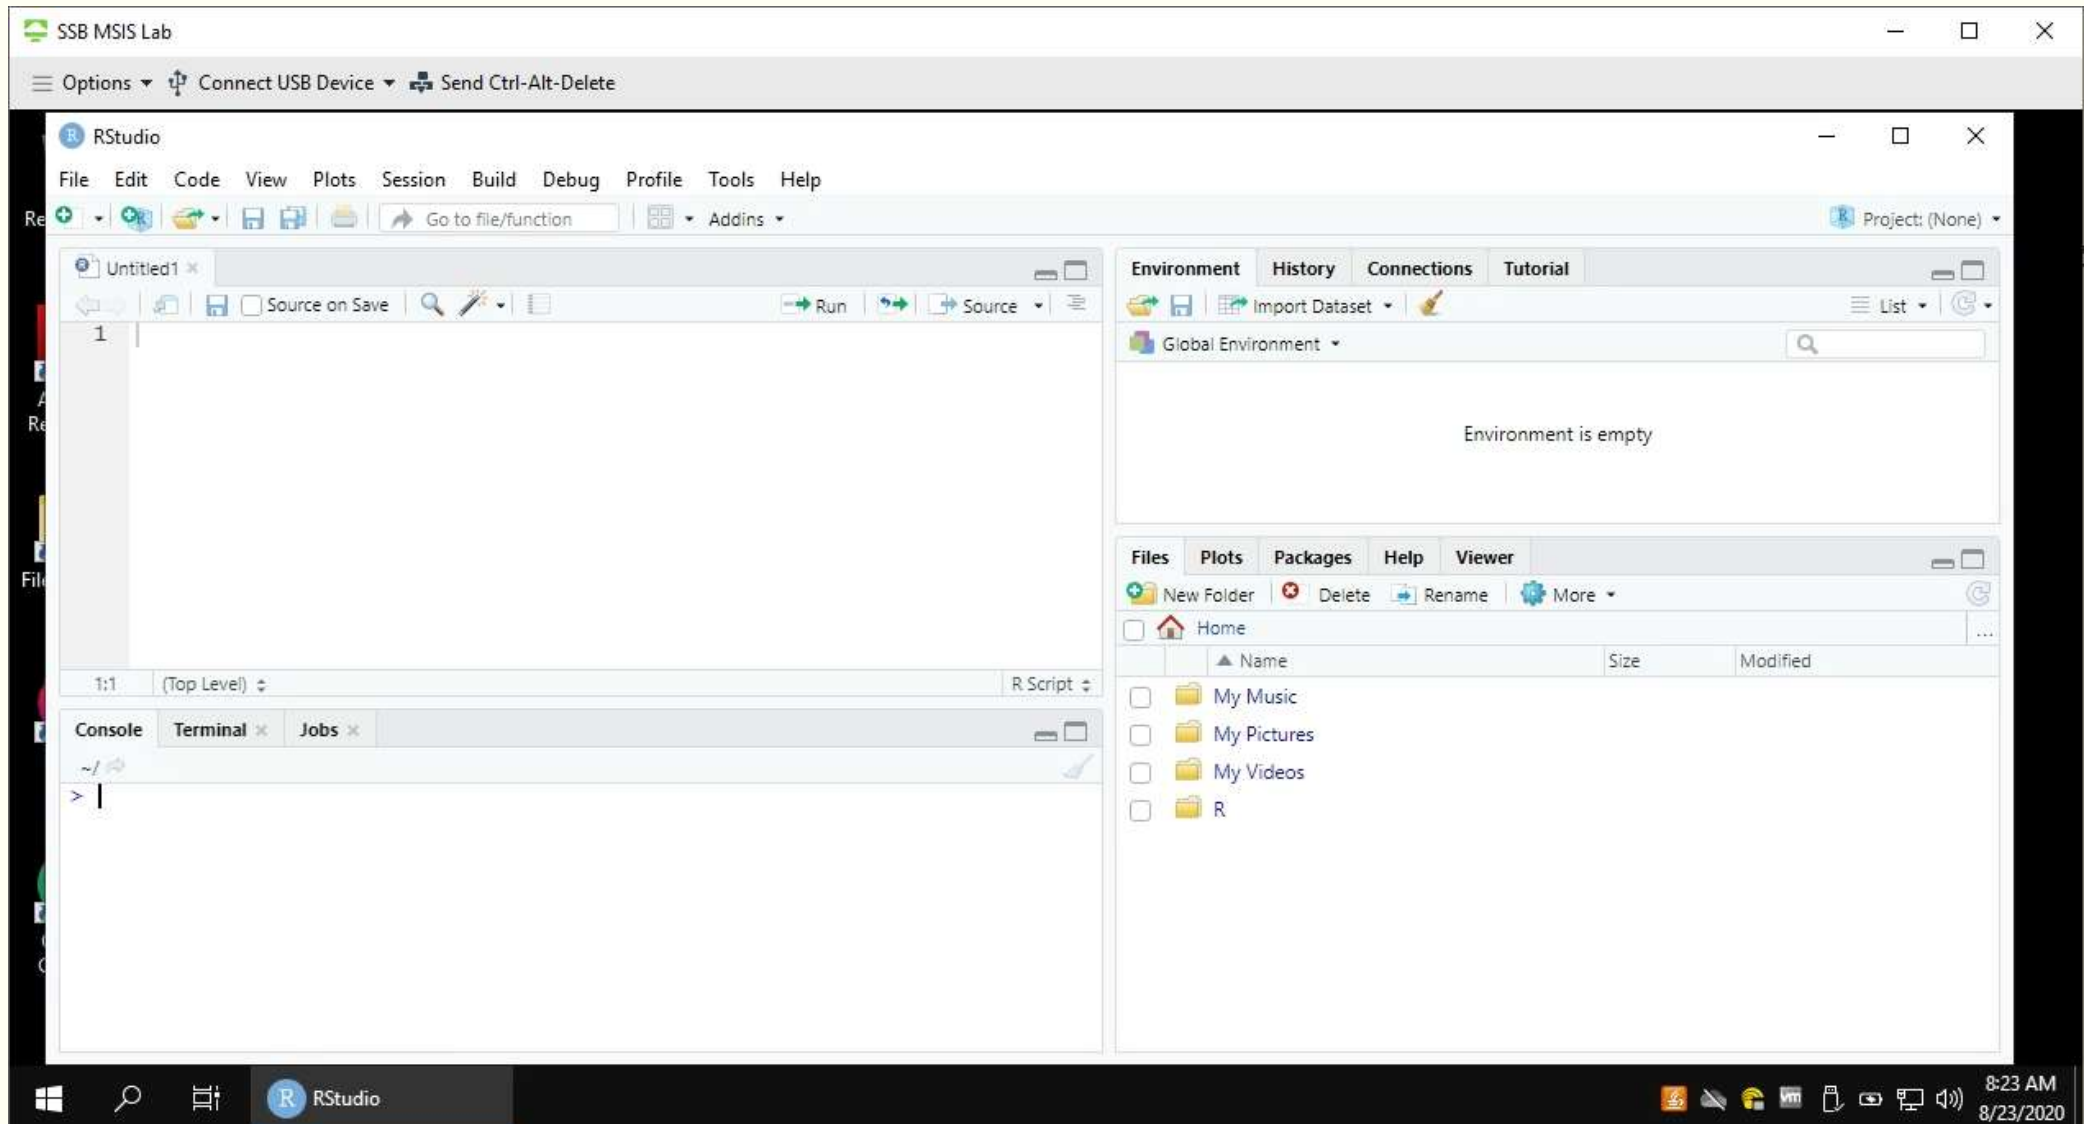 SSB MSIS Lab
Options Connect USB Device Send Ctrl-Alt-Delete
RStudio
File Edit Code View Plots Session Build Debug Profile Tools Help
Re Go to file/function Addins Project: (None)
Untitled1
Source on Save Run Source
1
1:1 (Top Level) R Script
Console Terminal Jobs
~/
>
Environment History Connections Tutorial
Import Dataset List
Global Environment
Environment is empty
Files Plots Packages Help Viewer
New Folder Delete Rename More
Home ...
Name Size Modified
My Music
My Pictures
My Videos
R
Re
File
RStudio
vm
8:23 AM
8/23/2020